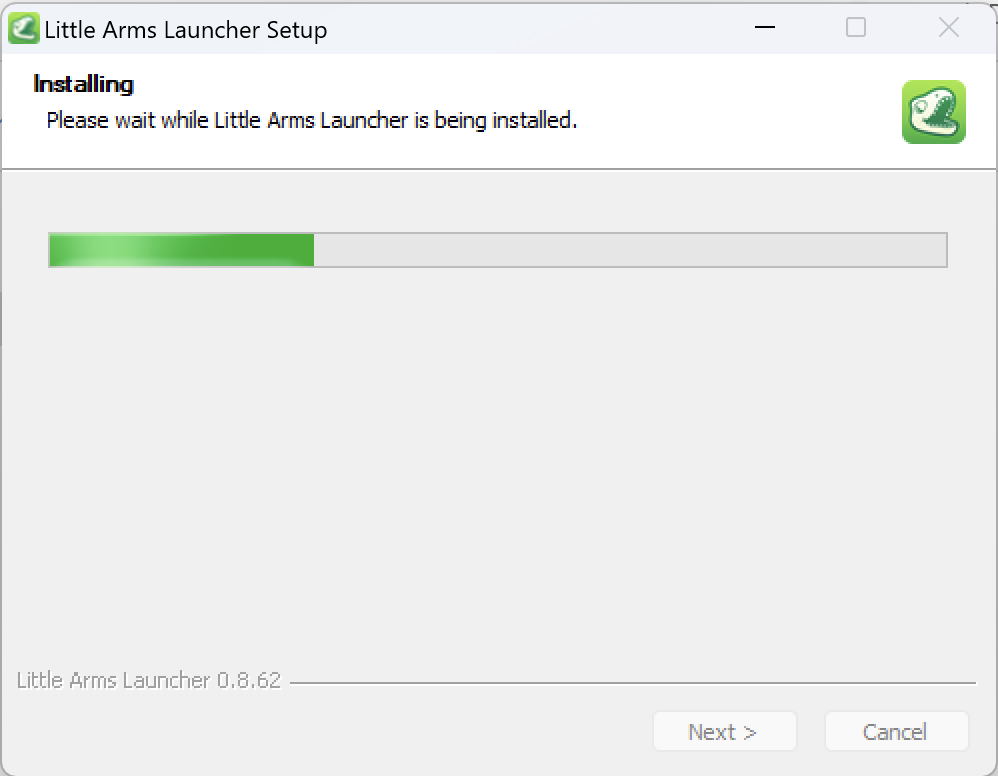 Little Arms Launcher Setup
Installing
Please wait while Little Arms Launcher is being installed.
Little Arms Launcher 0.8.62
Next >
Cancel